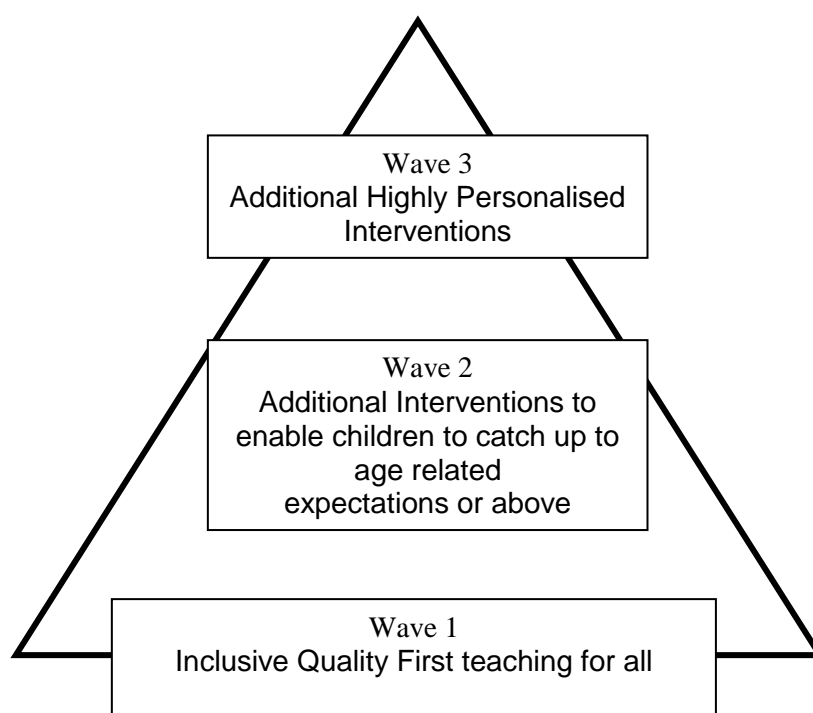 Wave 3
Additional Highly Personalised
Interventions
Wave 2
Additional Interventions to
enable children to catch up to
age related
expectations or above
Wave 1
Inclusive Quality First teaching for all